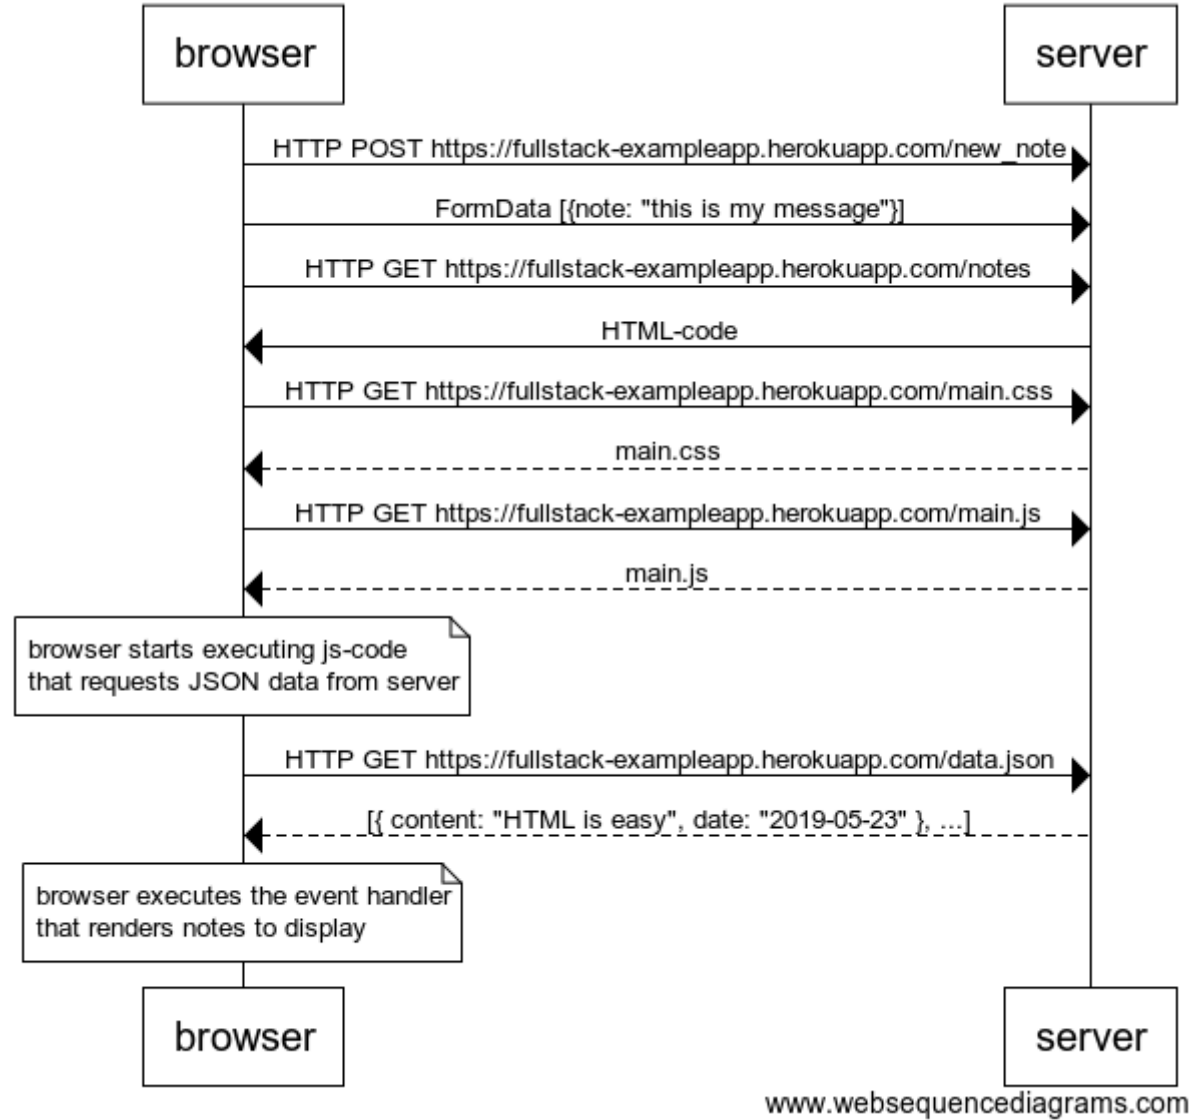 browser
server
HTTP POST https://fullstack-exampleapp.herokuapp.com/new_note
FormData [{note: "this is my message"}]
HTTP GET https://fullstack-exampleapp.herokuapp.com/notes
HTML-code
HTTP GET https://fullstack-exampleapp.herokuapp.com/main.css
main.css
HTTP GET https://fullstack-exampleapp.herokuapp.com/main.js
main.js
browser starts executing js-code
that requests JSON data from server
HTTP GET https://fullstack-exampleapp.herokuapp.com/data.json
[{ content: "HTML is easy", date: "2019-05-23" }, ...]
browser executes the event handler
that renders notes to display
browser
server
www.websequencediagrams.com